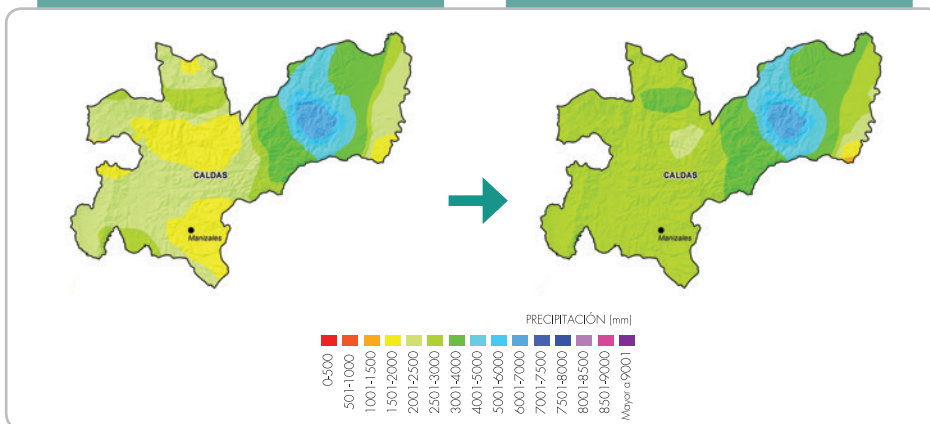 CALDAS
Manizales
CALDAS
Manizales
PRECIPITACIÓN (mm)
0-500
501-1000
1001-1500
1501-2000
2001-2500
2501-3000
3001-4000
4001-5000
5001-6000
6001-7000
7001-7500
7501-8000
8001-8500
8501-9000
Mayor a 9001